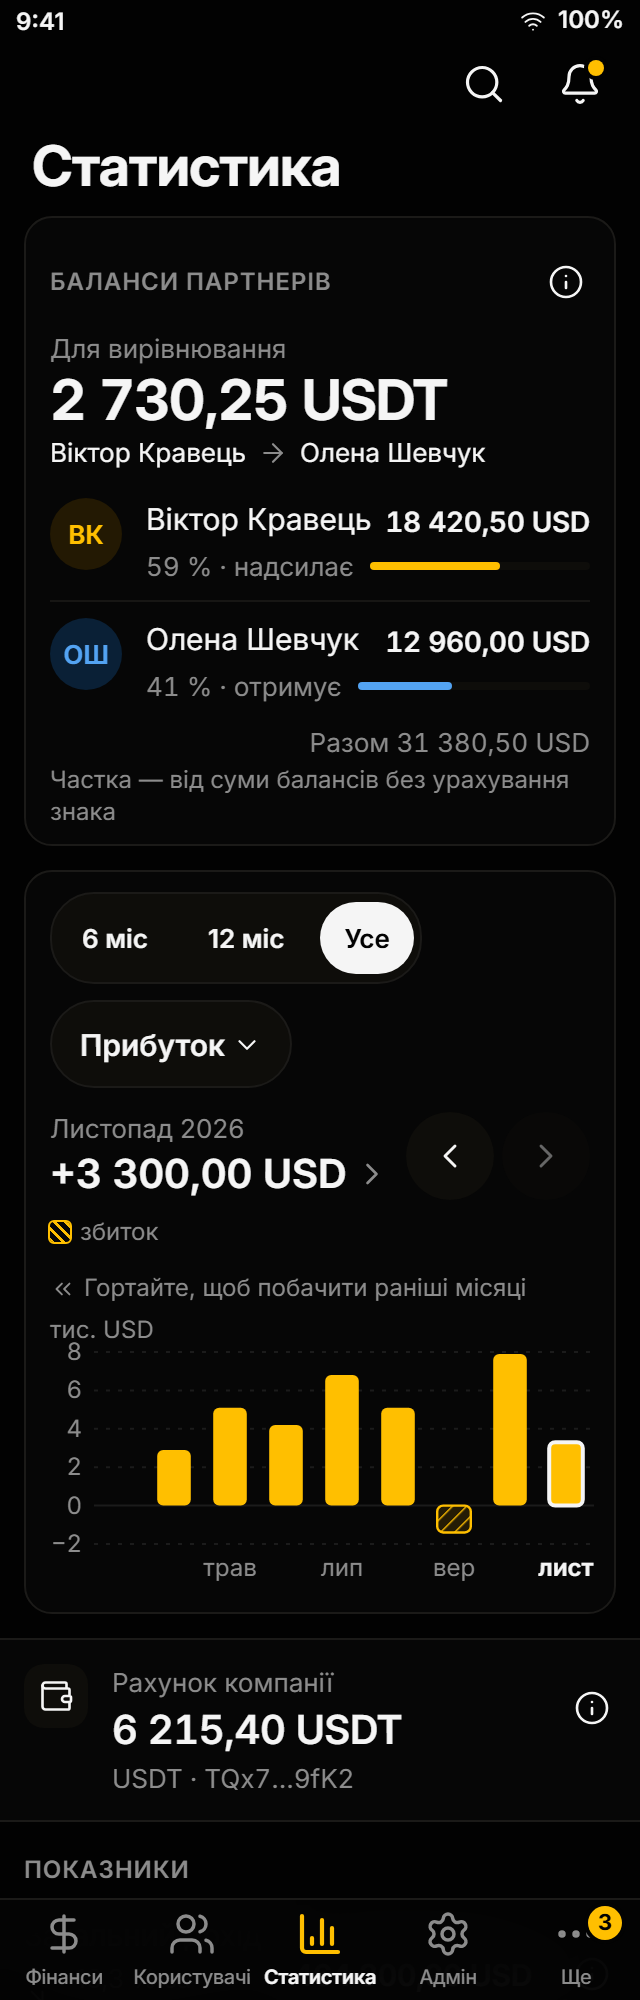 9:41 100%
Статистика
БАЛАНСИ ПАРТНЕРІВ
Для вирівнювання
2 730,25 USDT
Віктор Кравець → Олена Шевчук
ВК Віктор Кравець 18 420,50 USD
59 % · надсилає
ОШ Олена Шевчук 12 960,00 USD
41 % · отримує
Разом 31 380,50 USD
Частка — від суми балансів без урахування
знака
6 міс 12 міс Усе
Прибуток
Листопад 2026
+3 300,00 USD
збиток
« Гортайте, щоб побачити раніші місяці
тис. USD
8
6
4
2
0
−2
трав лип вер лист
Рахунок компанії
6 215,40 USDT
USDT · TQx7…9fK2
ПОКАЗНИКИ
3
Фінанси Користувачі Статистика Адмін Ще